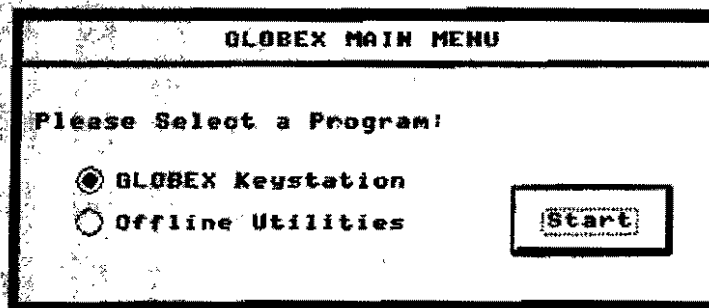 GLOBEX MAIN MENU
Please Select a Program:
GLOBEX Keystation
Offline Utilities
Start